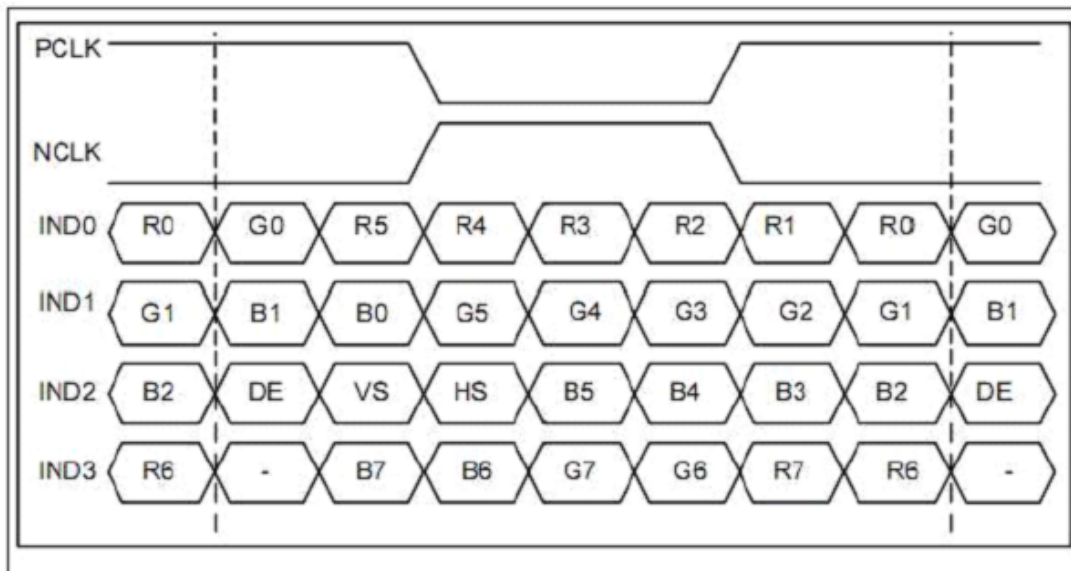 PCLK
NCLK
IND0 R0 G0 R5 R4 R3 R2 R1 R0 G0
IND1 G1 B1 B0 G5 G4 G3 G2 G1 B1
IND2 B2 DE VS HS B5 B4 B3 B2 DE
IND3 R6 - B7 B6 G7 G6 R7 R6 -